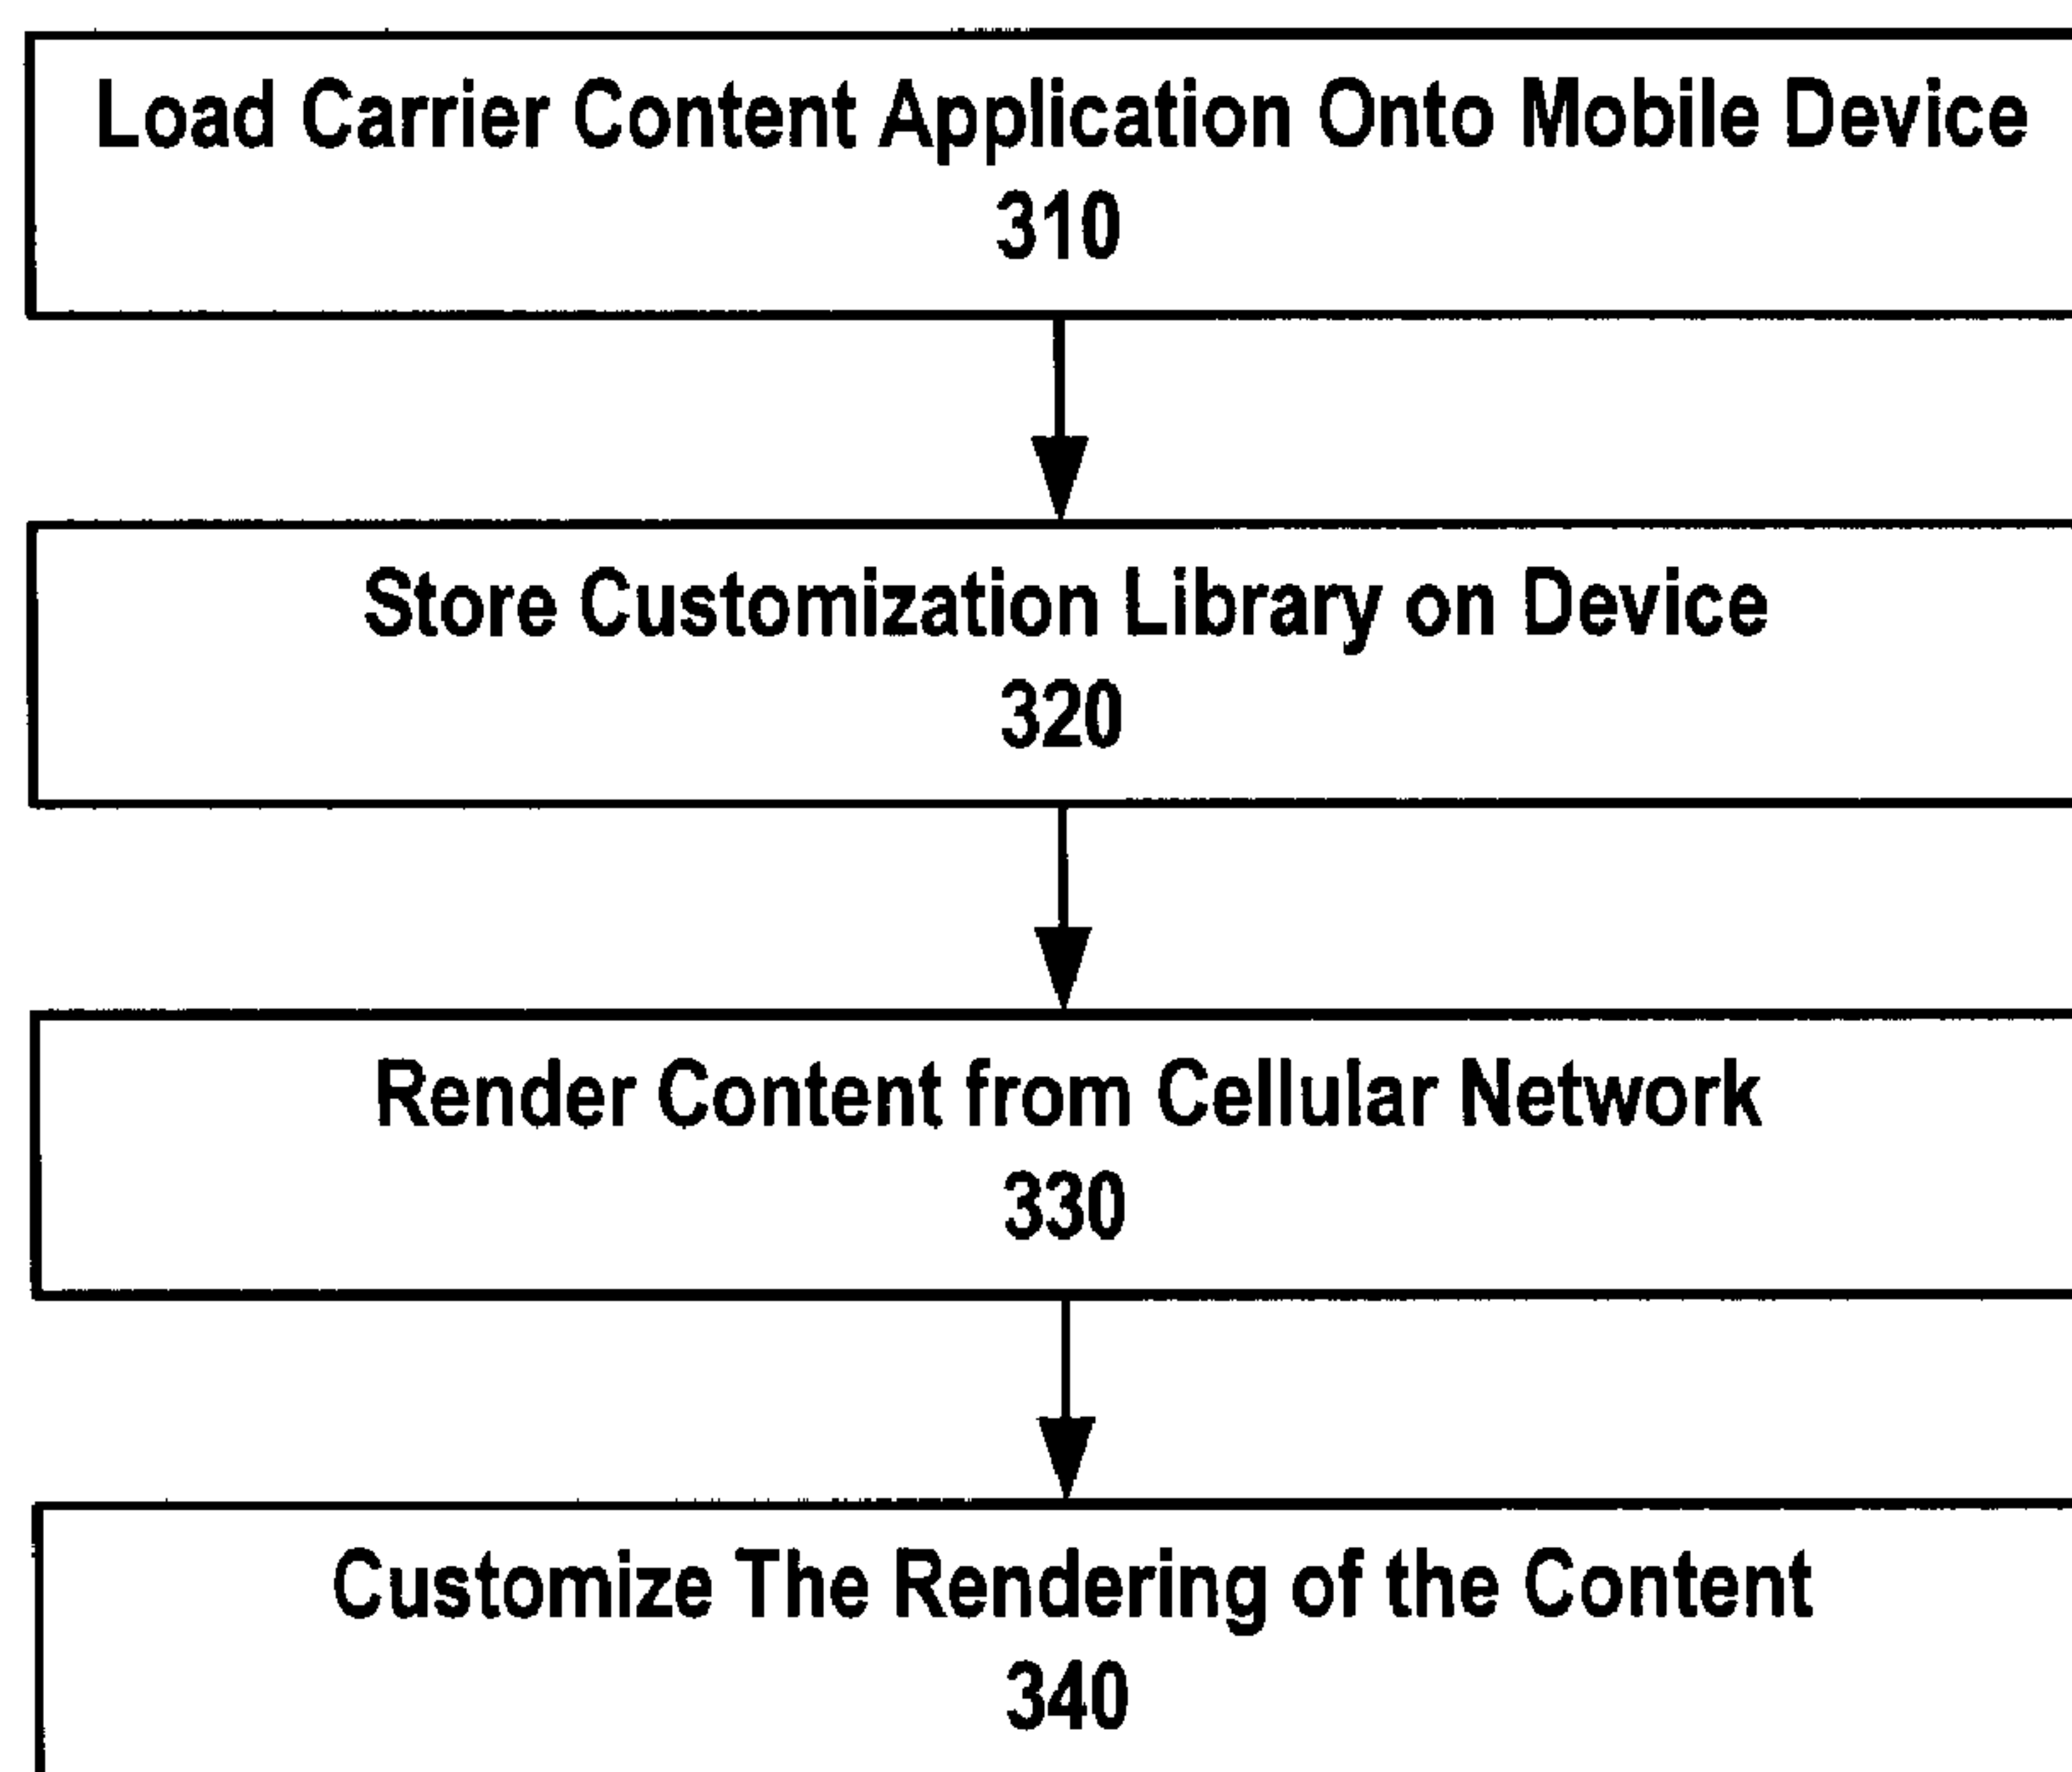 Load Carrier Content Application Onto Mobile Device
310
Store Customization Library on Device
320
Render Content from Cellular Network
330
Customize The Rendering of the Content
340